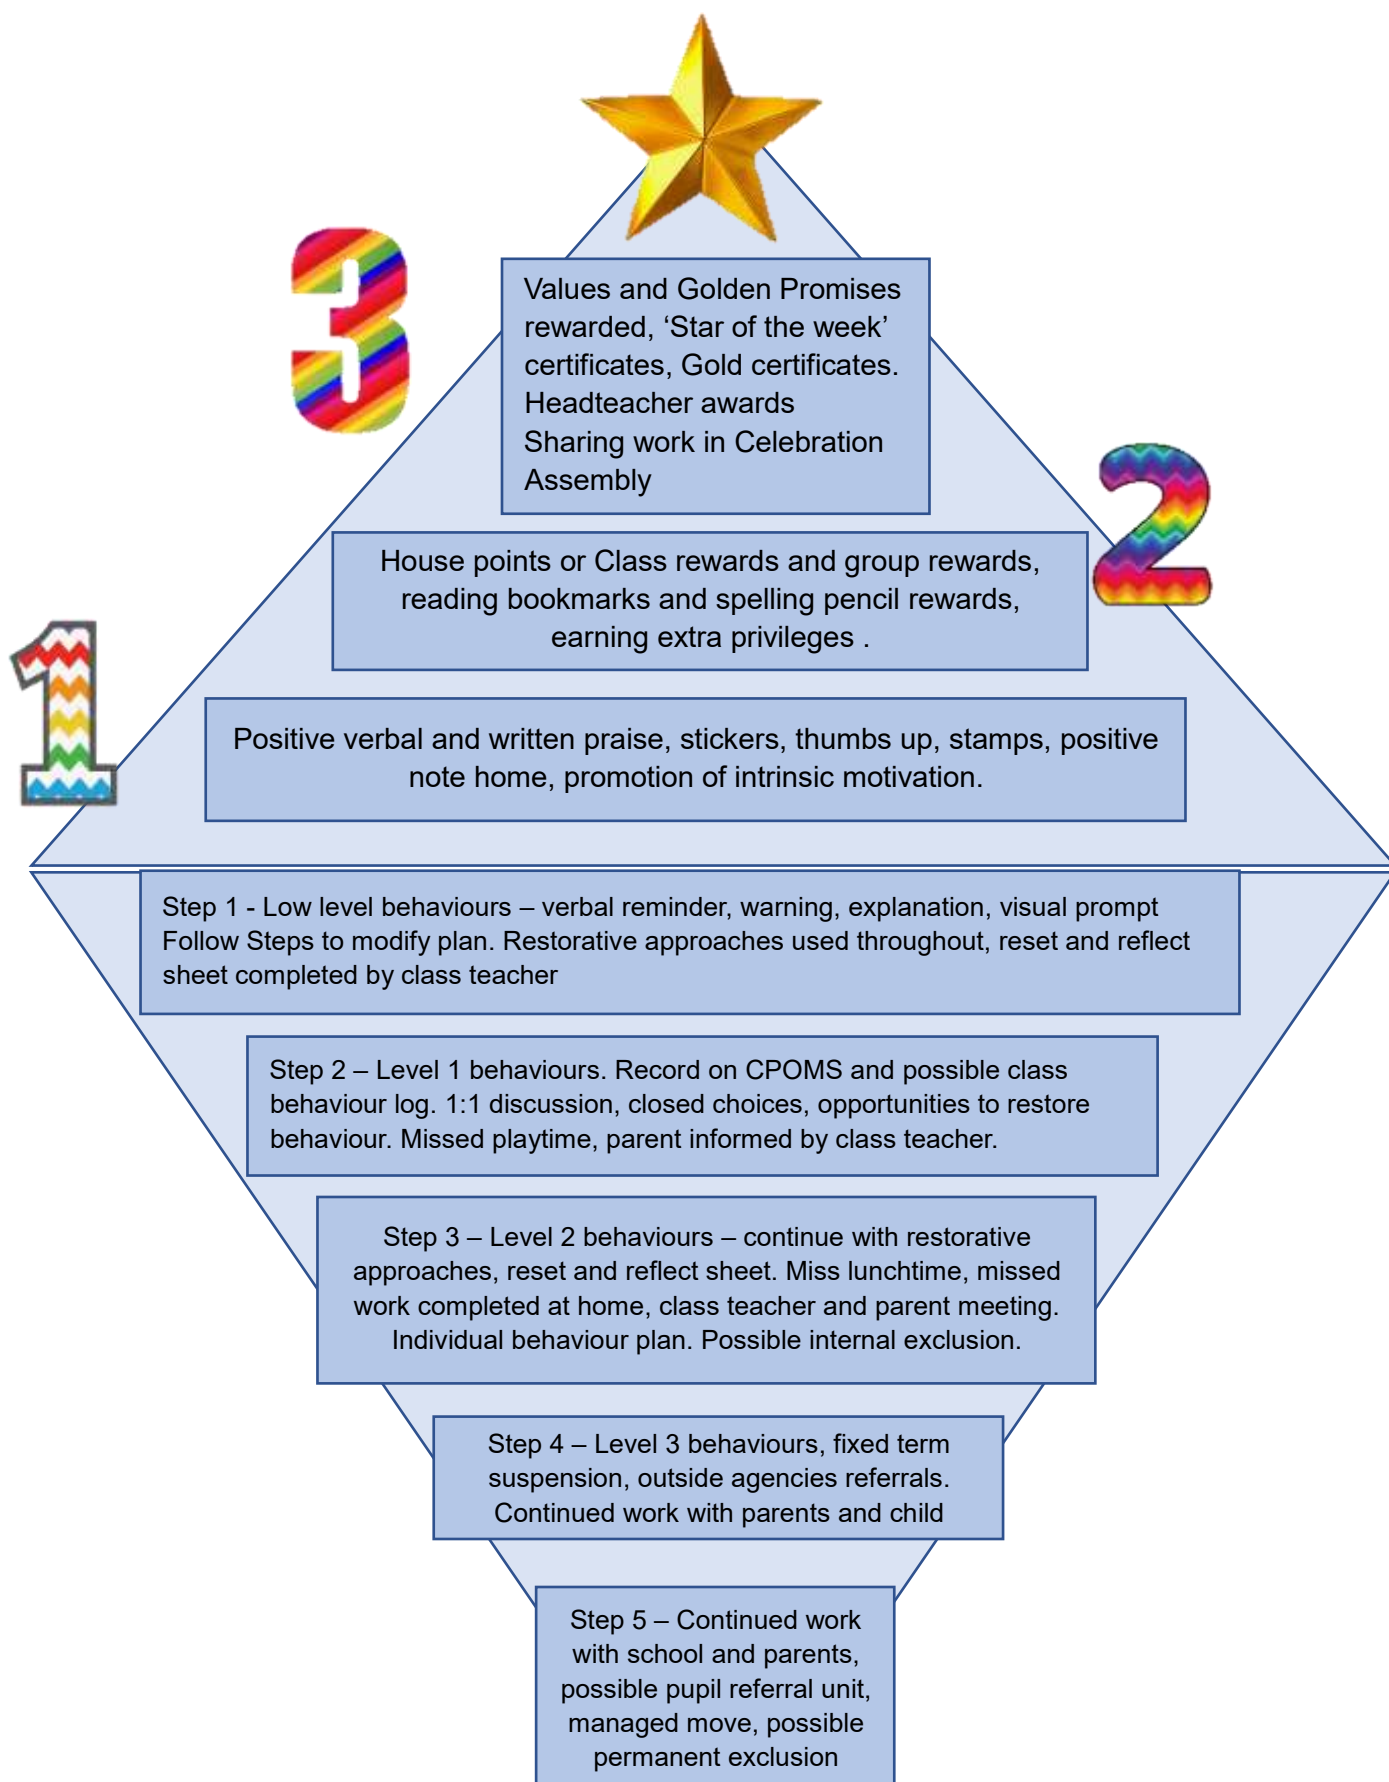 3
Values and Golden Promises
rewarded, ‘Star of the week’
certificates, Gold certificates.
Headteacher awards
Sharing work in Celebration
Assembly
2
House points or Class rewards and group rewards,
reading bookmarks and spelling pencil rewards,
earning extra privileges .
1
Positive verbal and written praise, stickers, thumbs up, stamps, positive
note home, promotion of intrinsic motivation.
Step 1 - Low level behaviours – verbal reminder, warning, explanation, visual prompt
Follow Steps to modify plan. Restorative approaches used throughout, reset and reflect
sheet completed by class teacher
Step 2 – Level 1 behaviours. Record on CPOMS and possible class
behaviour log. 1:1 discussion, closed choices, opportunities to restore
behaviour. Missed playtime, parent informed by class teacher.
Step 3 – Level 2 behaviours – continue with restorative
approaches, reset and reflect sheet. Miss lunchtime, missed
work completed at home, class teacher and parent meeting.
Individual behaviour plan. Possible internal exclusion.
Step 4 – Level 3 behaviours, fixed term
suspension, outside agencies referrals.
Continued work with parents and child
Step 5 – Continued work
with school and parents,
possible pupil referral unit,
managed move, possible
permanent exclusion